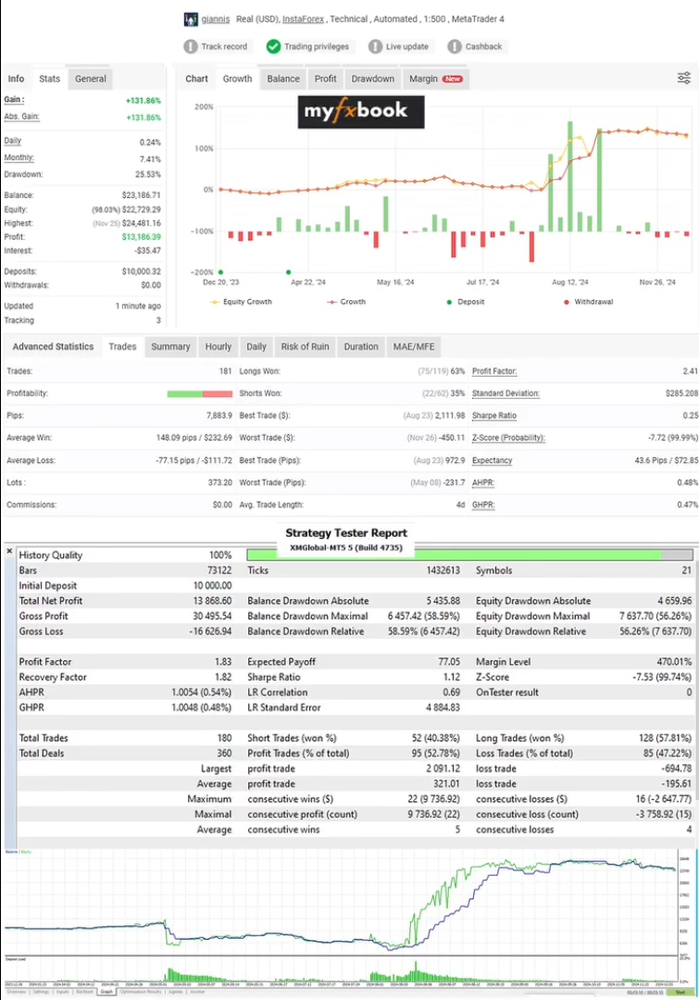 giannis Real (USD), InstaForex , Technical , Automated , 1:500 , MetaTrader 4
Track record Trading privileges Live update Cashback
Info Stats General
Gain : +131.86%
Abs. Gain: +131.86%
Daily 0.24%
Monthly: 7.41%
Drawdown: 25.53%
Balance: $23,186.71
Equity: (98.03%) $22,729.29
Highest: (Nov 25) $24,481.16
Profit: $13,186.39
Interest: -$35.47
Deposits: $10,000.32
Withdrawals: $0.00
Updated 1 minute ago
Tracking 3
Chart Growth Balance Profit Drawdown Margin New
myfxbook
200%
100%
0%
-100%
-200%
Dec 20, '23 Apr 22, '24 May 16, '24 Jul 17, '24 Aug 12, '24 Nov 26, '24
Equity Growth Growth Deposit Withdrawal
Advanced Statistics Trades Summary Hourly Daily Risk of Ruin Duration MAE/MFE
Trades: 181 Longs Won: (75/119) 63% Profit Factor: 2.41
Profitability: Shorts Won: (22/62) 35% Standard Deviation: $285.208
Pips: 7,883.9 Best Trade ($): (Aug 23) 2,111.98 Sharpe Ratio 0.25
Average Win: 148.09 pips / $232.69 Worst Trade ($): (Nov 26) -450.11 Z-Score (Probability): -7.72 (99.99%)
Average Loss: -77.15 pips / -$111.72 Best Trade (Pips): (Aug 23) 972.9 Expectancy 43.6 Pips / $72.85
Lots : 373.20 Worst Trade (Pips): (May 08) -231.7 AHPR: 0.48%
Commissions: $0.00 Avg. Trade Length: 4d GHPR: 0.47%
Strategy Tester Report
XMGlobal-MT5 5 (Build 4735)
History Quality 100%
Bars 73122 Ticks 1432613 Symbols 21
Initial Deposit 10 000.00
Total Net Profit 13 868.60 Balance Drawdown Absolute 5 435.88 Equity Drawdown Absolute 4 659.96
Gross Profit 30 495.54 Balance Drawdown Maximal 6 457.42 (58.59%) Equity Drawdown Maximal 7 637.70 (56.26%)
Gross Loss -16 626.94 Balance Drawdown Relative 58.59% (6 457.42) Equity Drawdown Relative 56.26% (7 637.70)
Profit Factor 1.83 Expected Payoff 77.05 Margin Level 470.01%
Recovery Factor 1.82 Sharpe Ratio 1.12 Z-Score -7.53 (99.74%)
AHPR 1.0054 (0.54%) LR Correlation 0.69 OnTester result 0
GHPR 1.0048 (0.48%) LR Standard Error 4 884.83
Total Trades 180 Short Trades (won %) 52 (40.38%) Long Trades (won %) 128 (57.81%)
Total Deals 360 Profit Trades (% of total) 95 (52.78%) Loss Trades (% of total) 85 (47.22%)
Largest profit trade 2 091.12 loss trade -694.78
Average profit trade 321.01 loss trade -195.61
Maximum consecutive wins ($) 22 (9 736.92) consecutive losses ($) 16 (-2 647.77)
Maximal consecutive profit (count) 9 736.92 (22) consecutive loss (count) -3 758.92 (15)
Average consecutive wins 5 consecutive losses 4
Balance / Equity
Deposit Load
Overview Settings Inputs Backtest Graph Optimization Results Agents Journal
Start